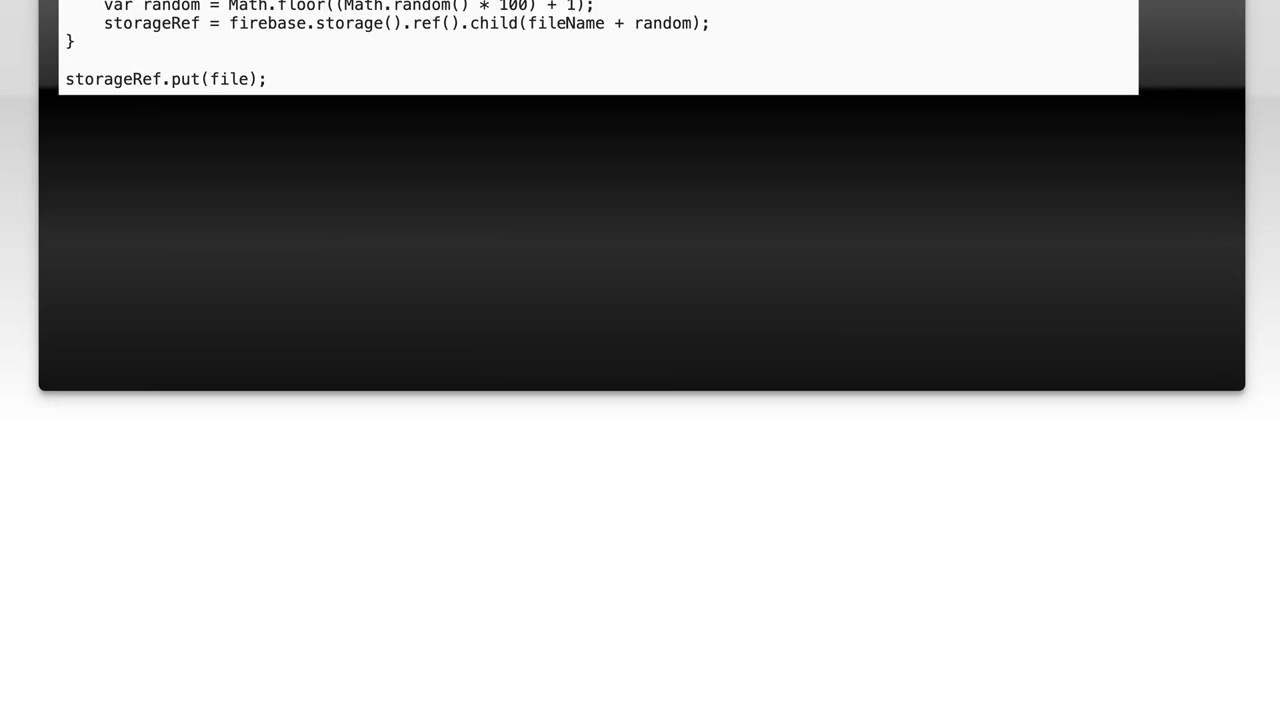 var random = Math.floor((Math.random() * 100) + 1);
storageRef = firebase.storage().ref().child(fileName + random);
}
storageRef.put(file);